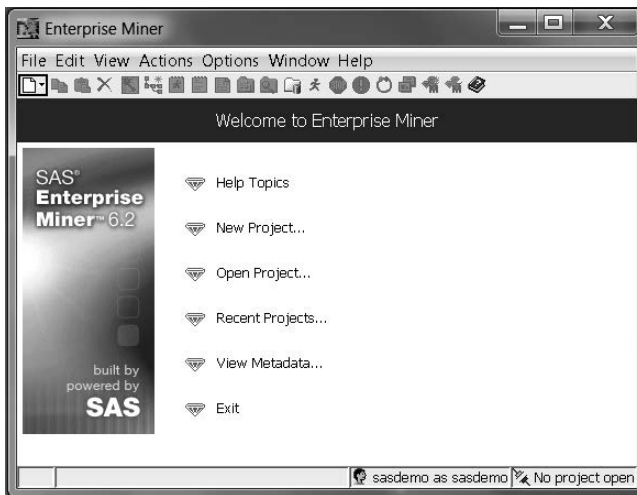 Enterprise Miner
File Edit View Actions Options Window Help
Welcome to Enterprise Miner
SAS®
Enterprise
Miner™ 6.2
Help Topics
New Project...
Open Project...
Recent Projects...
View Metadata...
Exit
built by
powered by
SAS
sasdemo as sasdemo
No project open